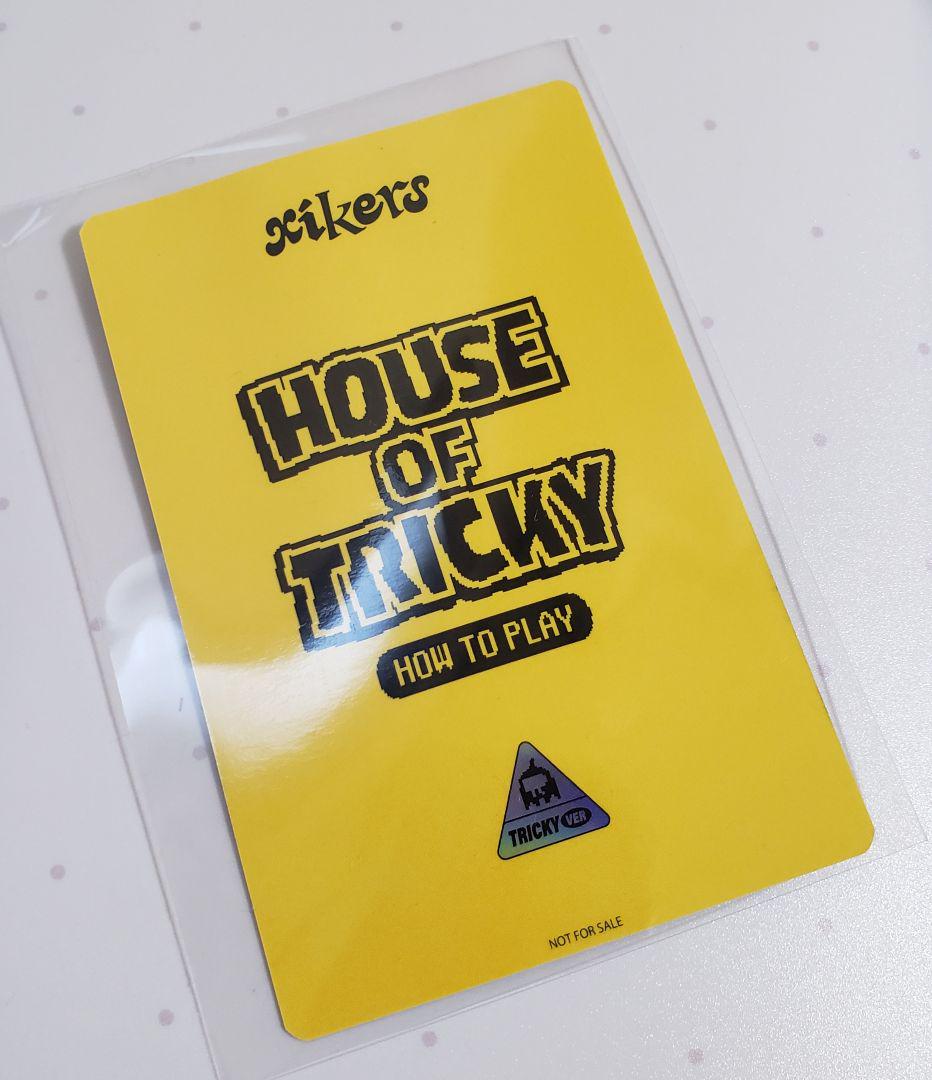 xikers
HOUSE
OF
TRICKY
HOW TO PLAY
TRICKY VER
NOT FOR SALE